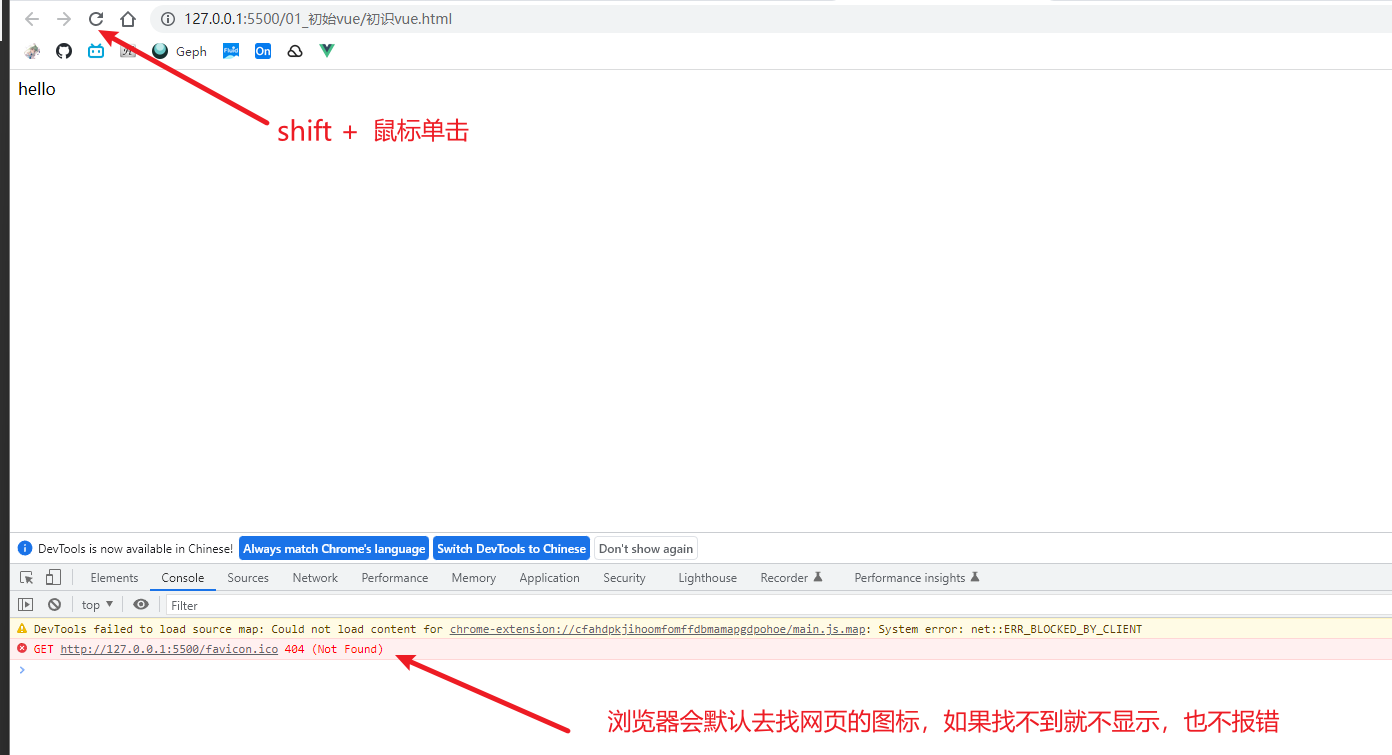 127.0.0.1:5500/01_初始vue/初识vue.html
Geph
hello
shift + 鼠标单击
DevTools is now available in Chinese! Always match Chrome's language Switch DevTools to Chinese Don't show again
Elements Console Sources Network Performance Memory Application Security Lighthouse Recorder Performance insights
top Filter
DevTools failed to load source map: Could not load content for chrome-extension://cfahdpkjihoomfomffdbmamapgdpohoe/main.js.map: System error: net::ERR_BLOCKED_BY_CLIENT
GET http://127.0.0.1:5500/favicon.ico 404 (Not Found)
浏览器会默认去找网页的图标，如果找不到就不显示，也不报错